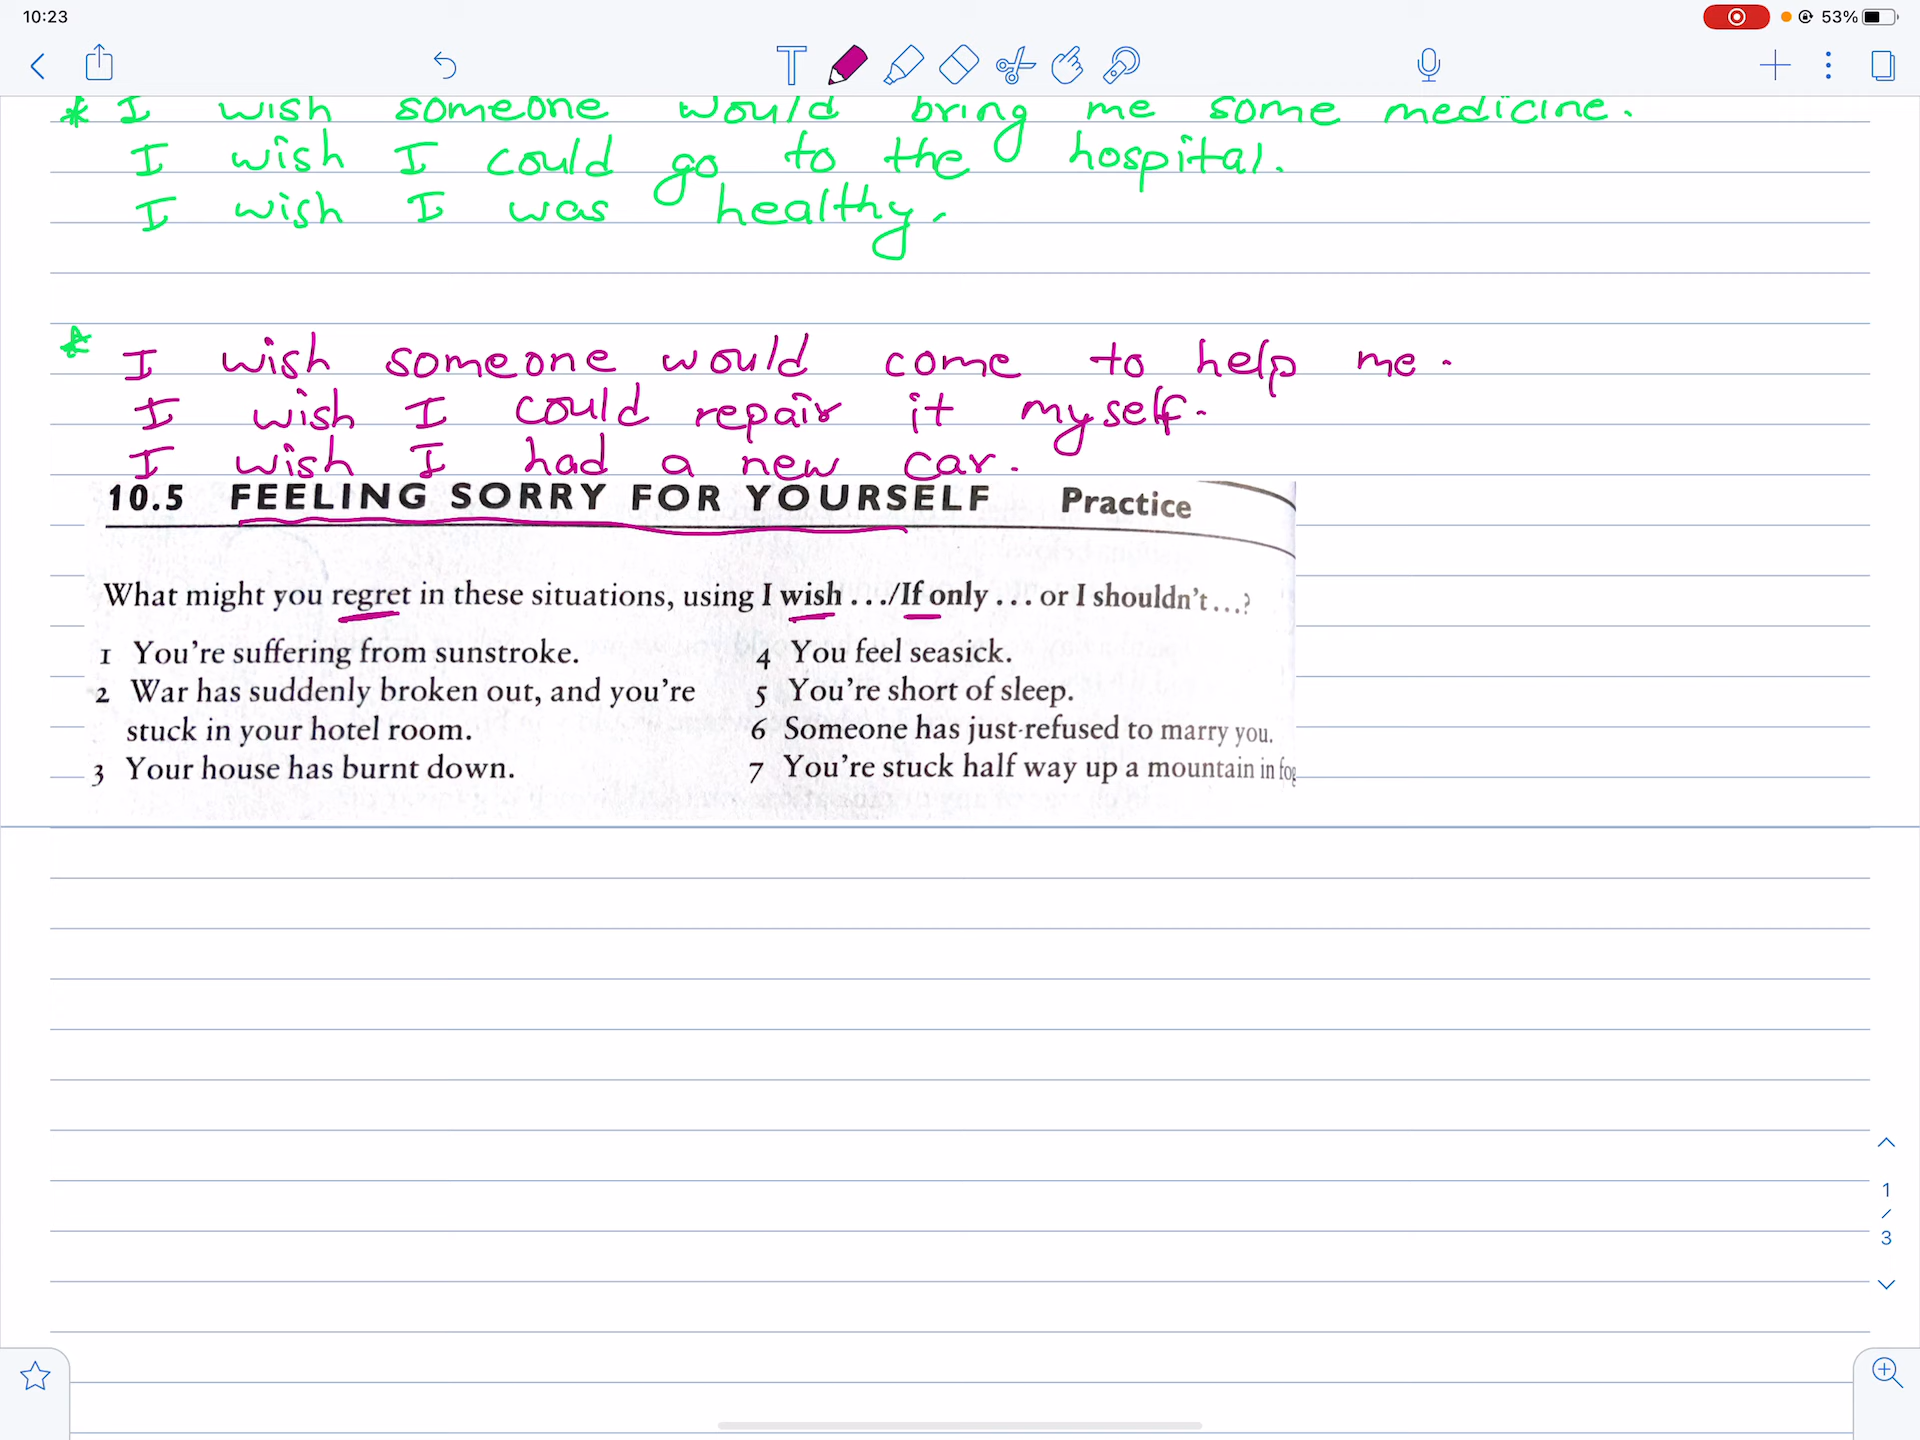 10:23
53%
* I wish someone would bring me some medicine.
I wish I could go to the hospital.
I wish I was healthy.
* I wish someone would come to help me.
I wish I could repair it myself.
I wish I had a new car.
10.5 FEELING SORRY FOR YOURSELF Practice
What might you regret in these situations, using I wish .../If only ... or I shouldn't ...?
1 You're suffering from sunstroke.
2 War has suddenly broken out, and you're
stuck in your hotel room.
3 Your house has burnt down.
4 You feel seasick.
5 You're short of sleep.
6 Someone has just refused to marry you.
7 You're stuck half way up a mountain in fog
1
/
3